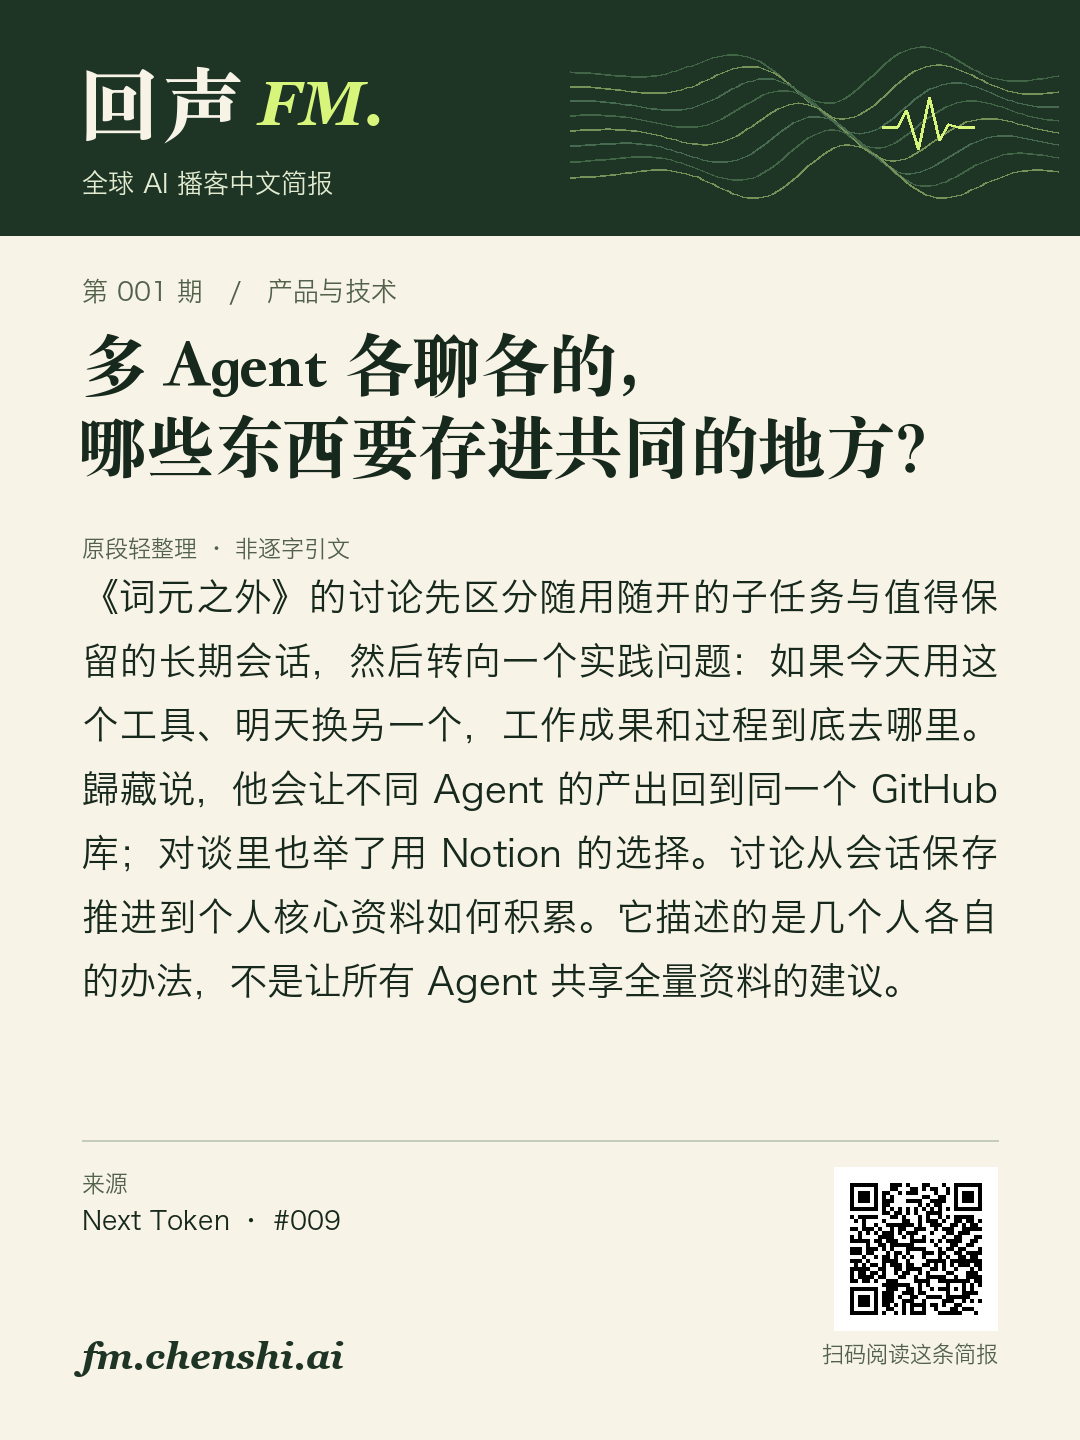 回声 FM.
全球 AI 播客中文简报
第 001 期 / 产品与技术
多 Agent 各聊各的，
哪些东西要存进共同的地方？
原段轻整理 · 非逐字引文
《词元之外》的讨论先区分随用随开的子任务与值得保
留的长期会话，然后转向一个实践问题：如果今天用这
个工具、明天换另一个，工作成果和过程到底去哪里。
歸藏说，他会让不同 Agent 的产出回到同一个 GitHub
库；对谈里也举了用 Notion 的选择。讨论从会话保存
推进到个人核心资料如何积累。它描述的是几个人各自
的办法，不是让所有 Agent 共享全量资料的建议。
来源
Next Token · #009
fm.chenshi.ai
扫码阅读这条简报